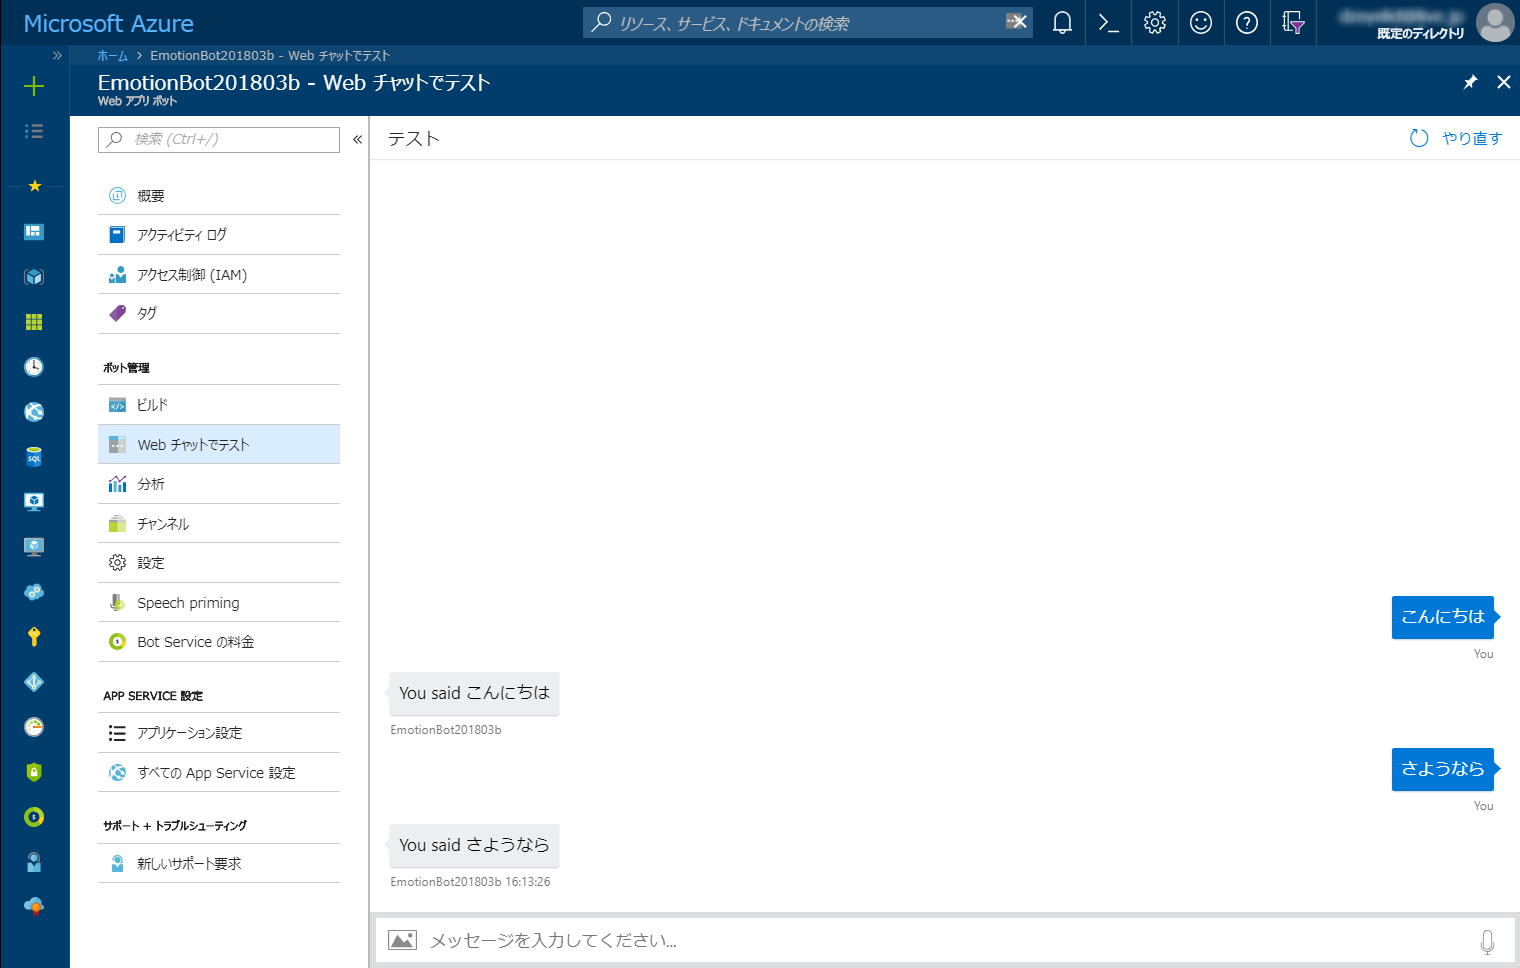 Microsoft Azure
リソース、サービス、ドキュメントの検索
既定のディレクトリ
ホーム > EmotionBot201803b - Web チャットでテスト
EmotionBot201803b - Web チャットでテスト
Web アプリ ボット
検索 (Ctrl+/)
テスト
やり直す
概要
アクティビティ ログ
アクセス制御 (IAM)
タグ
ボット管理
ビルド
Web チャットでテスト
分析
チャンネル
設定
Speech priming
Bot Service の料金
APP SERVICE 設定
アプリケーション設定
すべての App Service 設定
サポート + トラブルシューティング
新しいサポート要求
こんにちは
You
You said こんにちは
EmotionBot201803b
さようなら
You
You said さようなら
EmotionBot201803b 16:13:26
メッセージを入力してください...
SQL